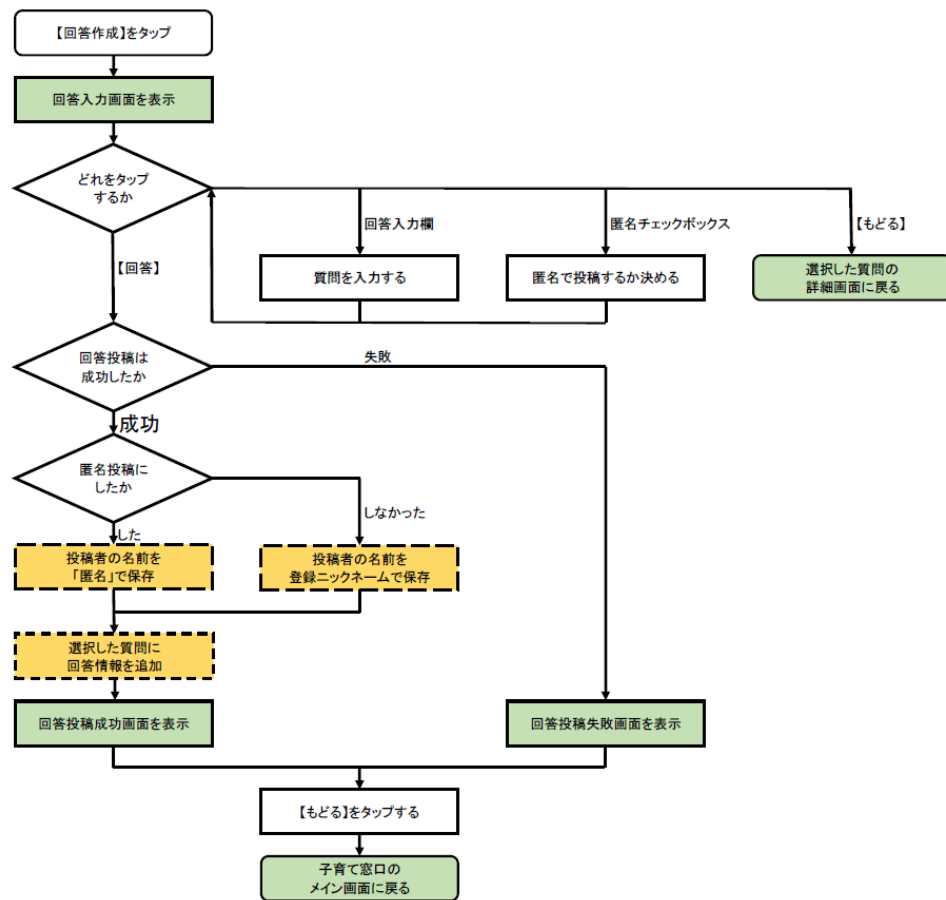 【回答作成】をタップ
回答入力画面を表示
どれをタップ
するか
回答入力欄
匿名チェックボックス
【もどる】
【回答】
質問を入力する
匿名で投稿するか決める
選択した質問の
詳細画面に戻る
回答投稿は
成功したか
失敗
成功
匿名投稿に
したか
しなかった
した
投稿者の名前を
「匿名」で保存
投稿者の名前を
登録ニックネームで保存
選択した質問に
回答情報を追加
回答投稿成功画面を表示
回答投稿失敗画面を表示
【もどる】をタップする
子育て窓口の
メイン画面に戻る